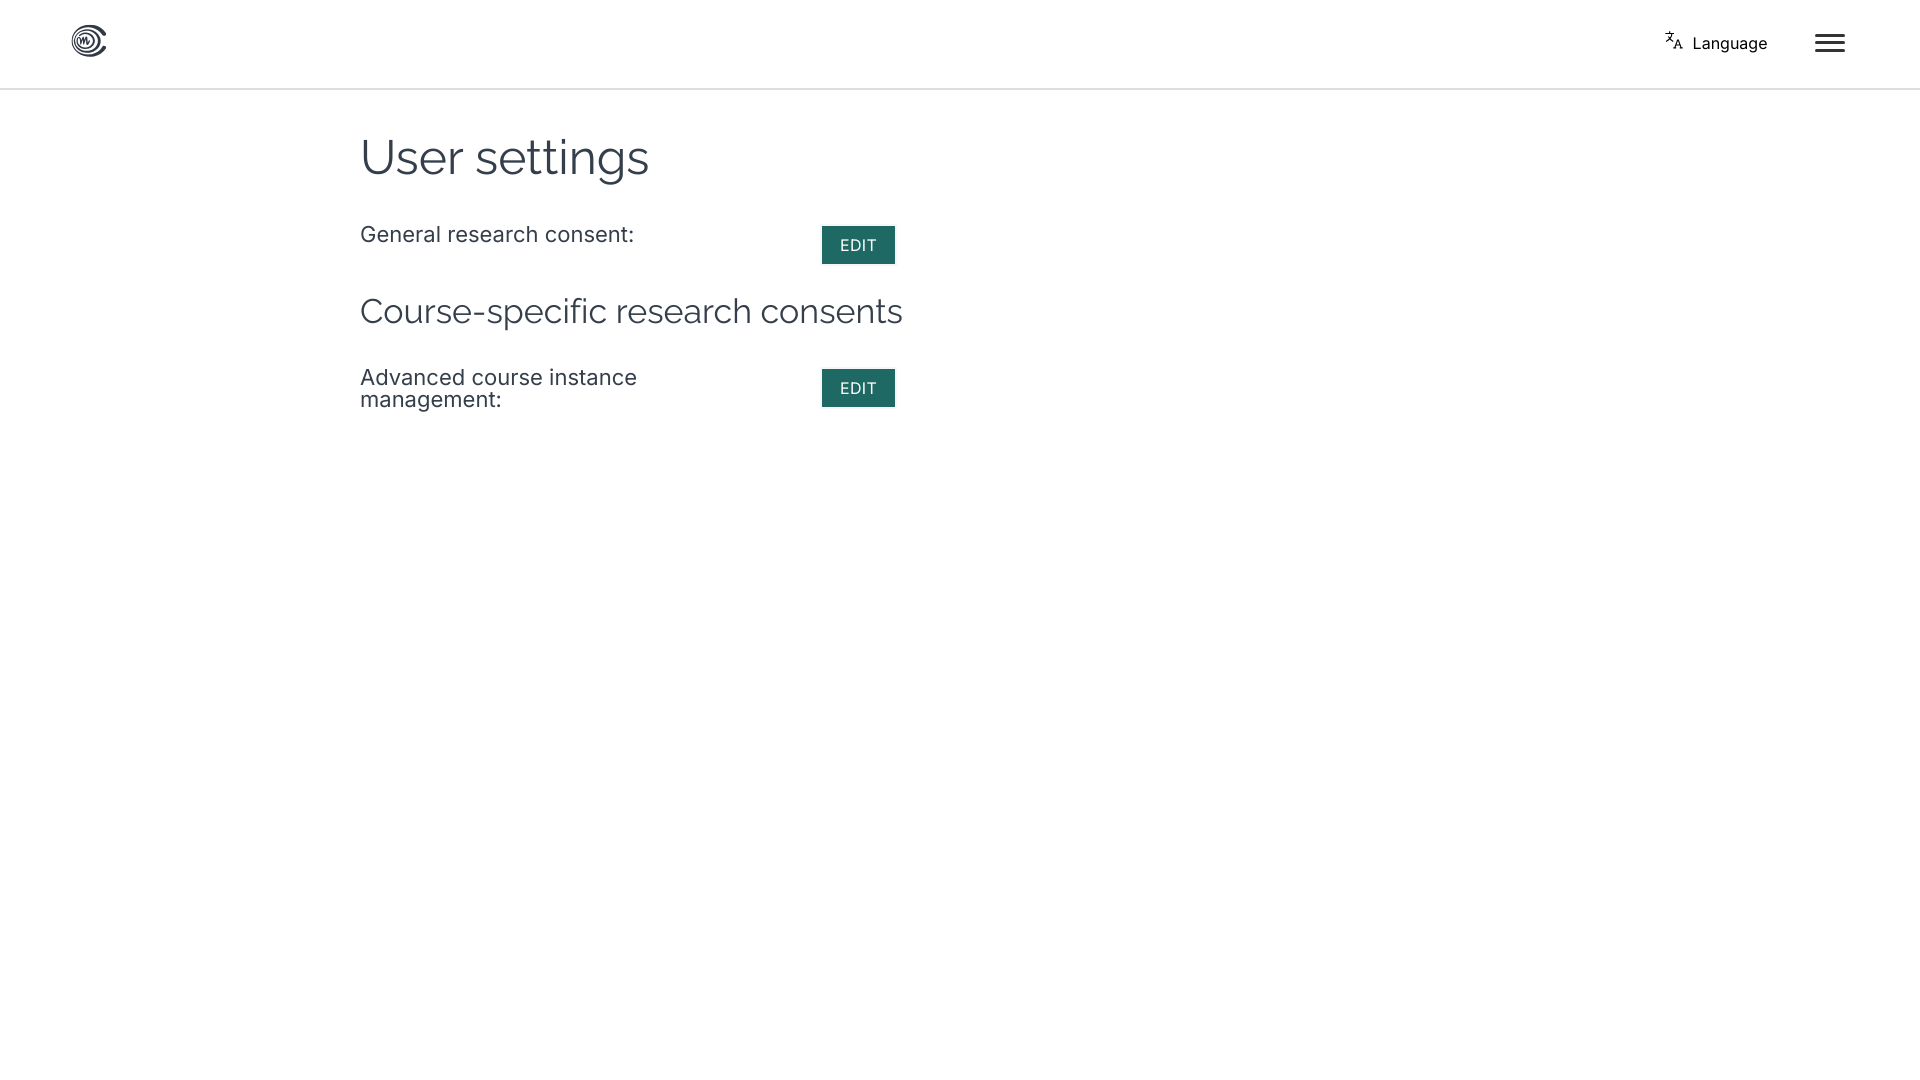 Language
User settings
General research consent:
EDIT
Course-specific research consents
Advanced course instance
management:
EDIT